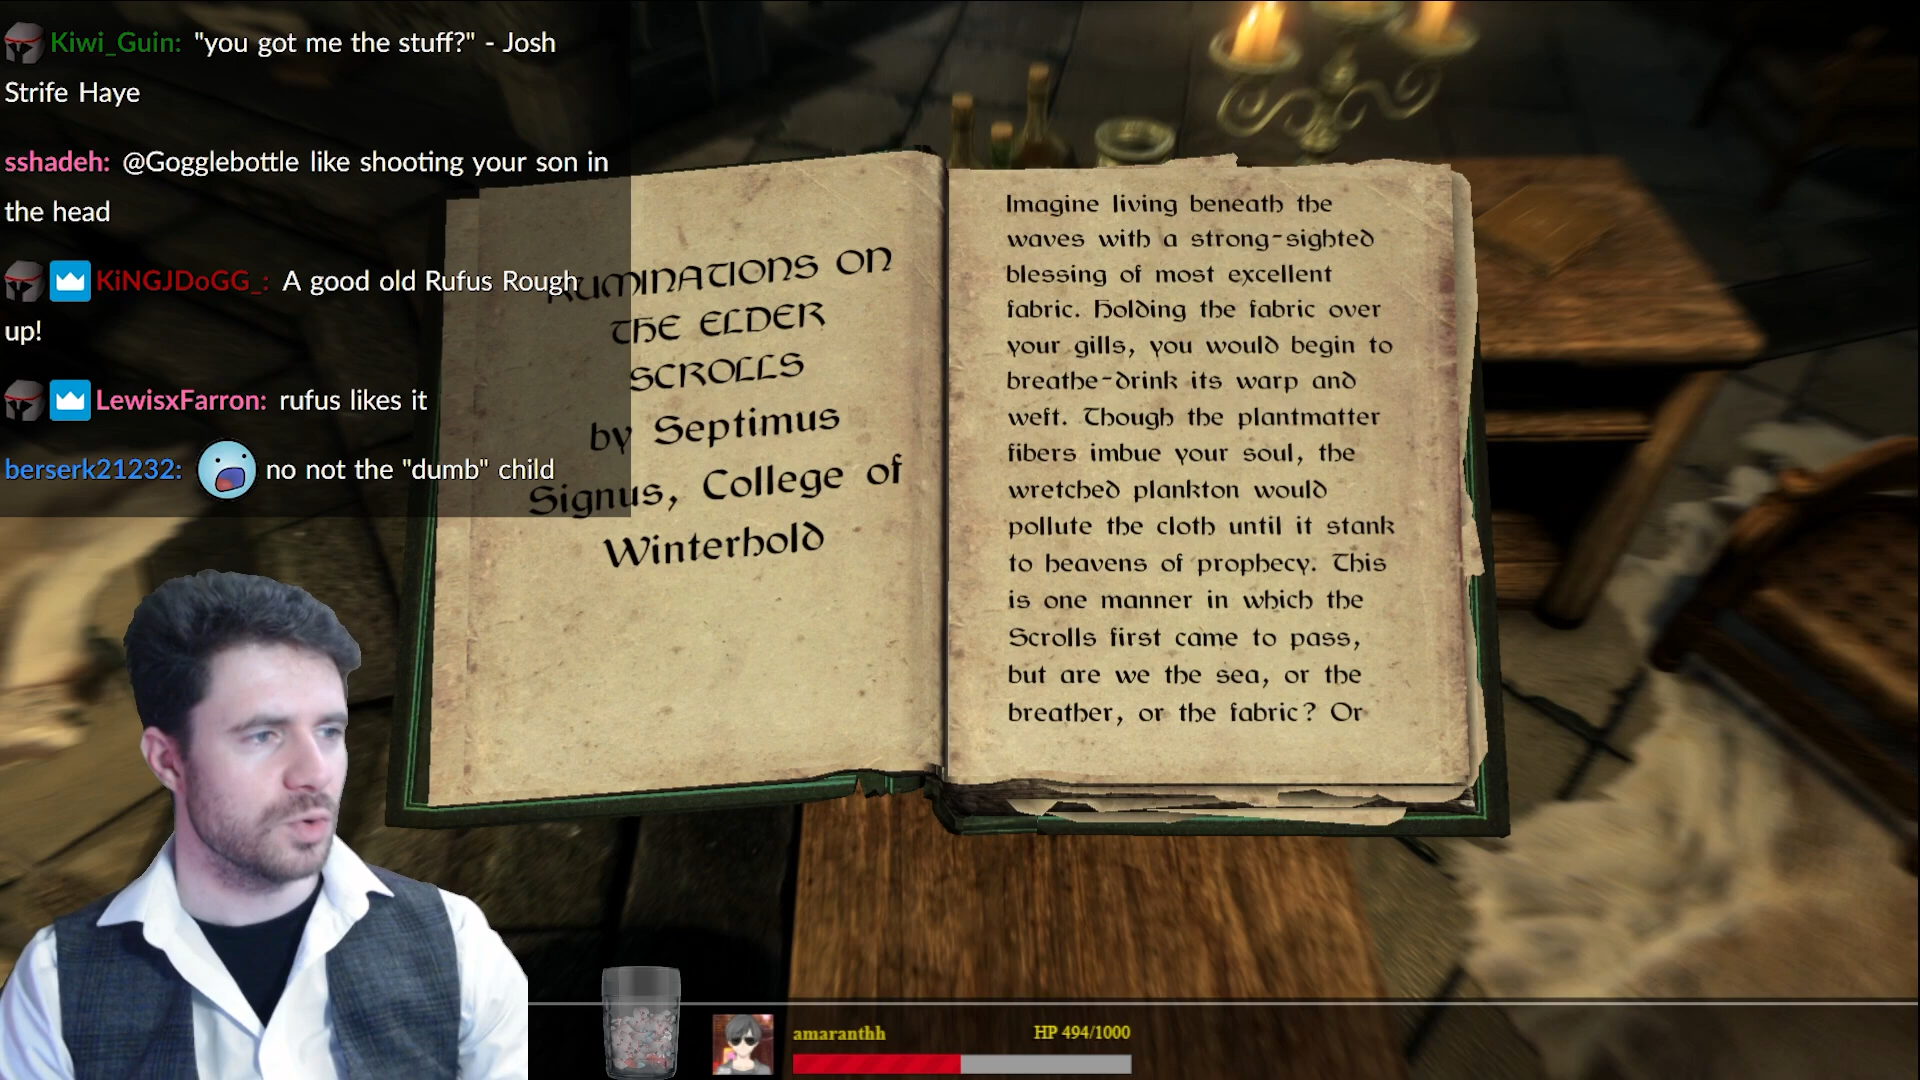 Kiwi_Guin: "you got me the stuff?" - Josh
Strife Haye
sshadeh: @Gogglebottle like shooting your son in
the head
KiNGJDoGG_: A good old Rufus Rough
up!
LewisxFarron: rufus likes it
berserk21232: no not the "dumb" child
RUMINATIONS ON
THE ELDER
SCROLLS
by Septimus
Signus, College of
Winterhold
Imagine living beneath the
waves with a strong-sighted
blessing of most excellent
fabric. Holding the fabric over
your gills, you would begin to
breathe-drink its warp and
weft. Though the plantmatter
fibers imbue your soul, the
wretched plankton would
pollute the cloth until it stank
to heavens of prophecy. This
is one manner in which the
Scrolls first came to pass,
but are we the sea, or the
breather, or the fabric? Or
amaranthh
HP 494/1000